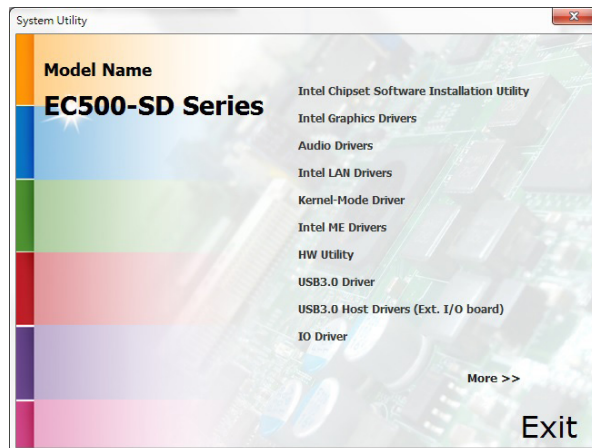 System Utility
Model Name
EC500-SD Series
Intel Chipset Software Installation Utility
Intel Graphics Drivers
Audio Drivers
Intel LAN Drivers
Kernel-Mode Driver
Intel ME Drivers
HW Utility
USB3.0 Driver
USB3.0 Host Drivers (Ext. I/O board)
IO Driver
More >>
Exit